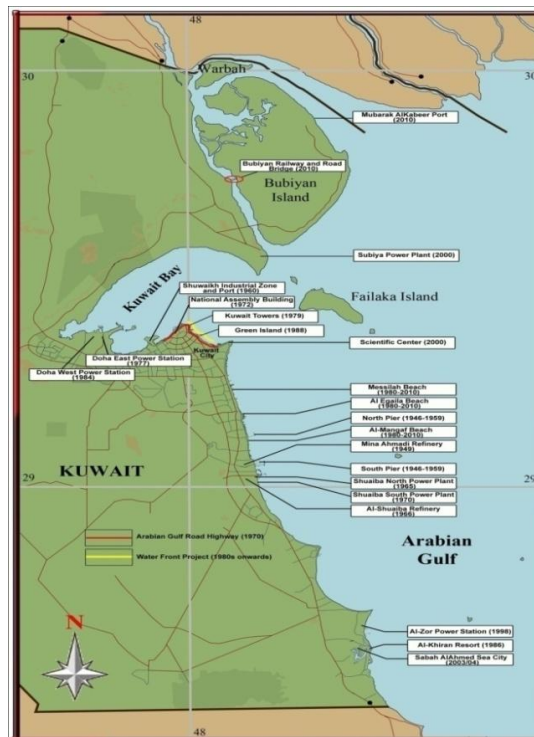 48
30
30
Warbah
Mubarak AlKabeer Port
(2010)
Bubiyan Railway and Road
Bridge (2010)
Bubiyan
Island
Subiya Power Plant (2000)
Kuwait Bay
Shuwaikh Industrial Zone
and Port (1960)
National Assembly Building
(1972)
Kuwait Towers (1979)
Green Island (1988)
Failaka Island
Kuwait
City
Scientific Center (2000)
Doha East Power Station
(1977)
Doha West Power Station
(1984)
Messilah Beach
(1980-2010)
Al Egaila Beach
(1980-2010)
North Pier (1946-1959)
Al-Mangaf Beach
(1980-2010)
Mina Ahmadi Refinery
(1949)
KUWAIT
South Pier (1946-1959)
29
29
Shuaiba North Power Plant
(1965)
Shuaiba South Power Plant
(1970)
Al-Shuaiba Refinery
(1966)
Arabian Gulf Road Highway (1970)
Water Front Project (1980s onwards)
Arabian
Gulf
N
Al-Zor Power Station (1998)
Al-Khiran Resort (1986)
Sabah AlAhmed Sea City
(2003/04)
48